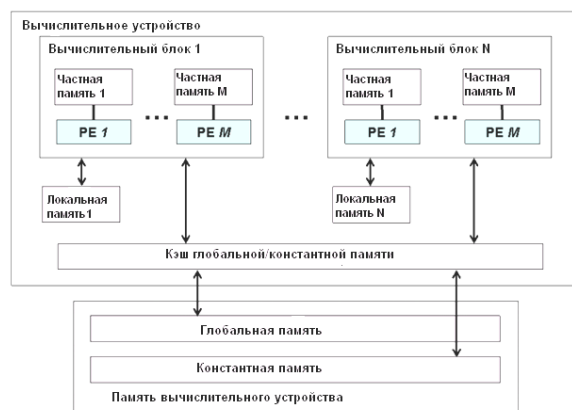 Вычислительное устройство
Вычислительный блок 1
Частная
память 1
...
Частная
память M
PE 1
PE M
Локальная
память1
...
Вычислительный блок N
Частная
память 1
...
Частная
память M
PE 1
PE M
Локальная
память N
Кэш глобальной/константной памяти
Глобальная память
Константная память
Память вычислительного устройства